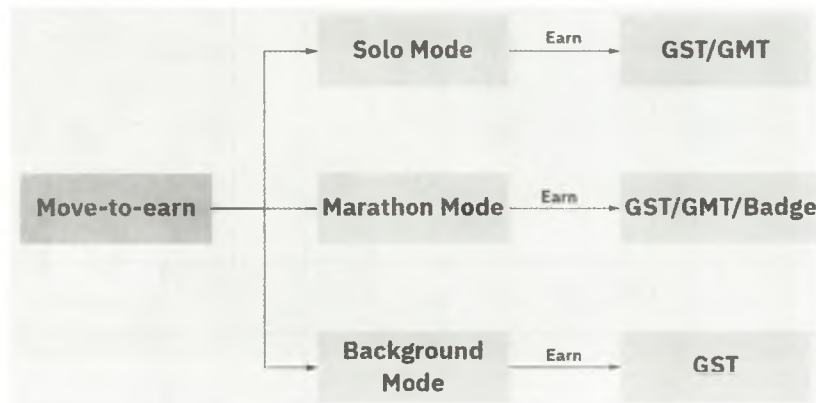 Solo Mode
Earn
GST/GMT
Move-to-earn
Marathon Mode
Earn
GST/GMT/Badge
Background
Mode
Earn
GST